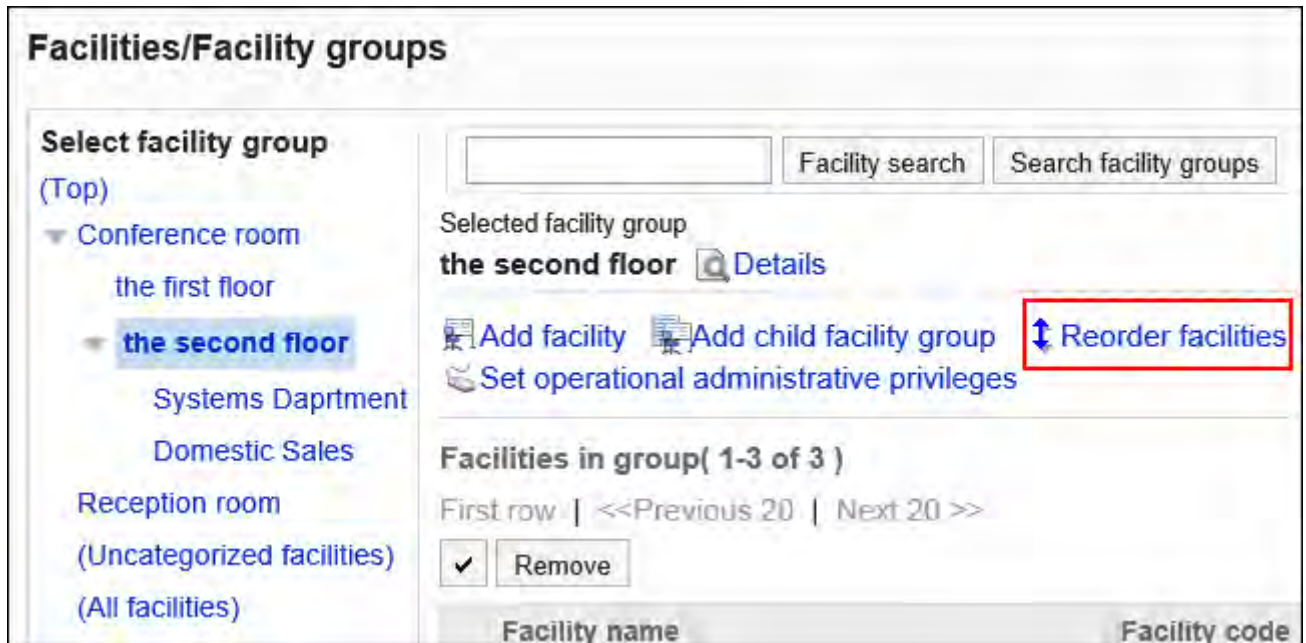 Facilities/Facility groups
Select facility group
(Top)
Conference room
the first floor
the second floor
Systems Daprtment
Domestic Sales
Reception room
(Uncategorized facilities)
(All facilities)
Facility search
Search facility groups
Selected facility group
the second floor Details
Add facility Add child facility group Reorder facilities
Set operational administrative privileges
Facilities in group( 1-3 of 3 )
First row | <<Previous 20 | Next 20 >>
Remove
Facility name Facility code